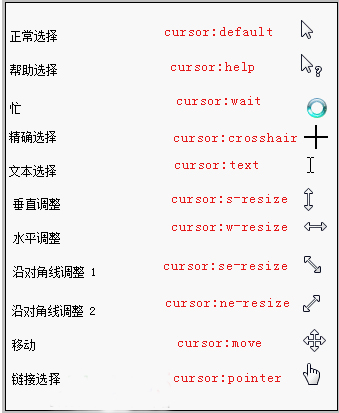 正常选择 cursor:default
帮助选择 cursor:help
忙 cursor:wait
精确选择 cursor:crosshair
文本选择 cursor:text
垂直调整 cursor:s-resize
水平调整 cursor:w-resize
沿对角线调整 1 cursor:se-resize
沿对角线调整 2 cursor:ne-resize
移动 cursor:move
链接选择 cursor:pointer